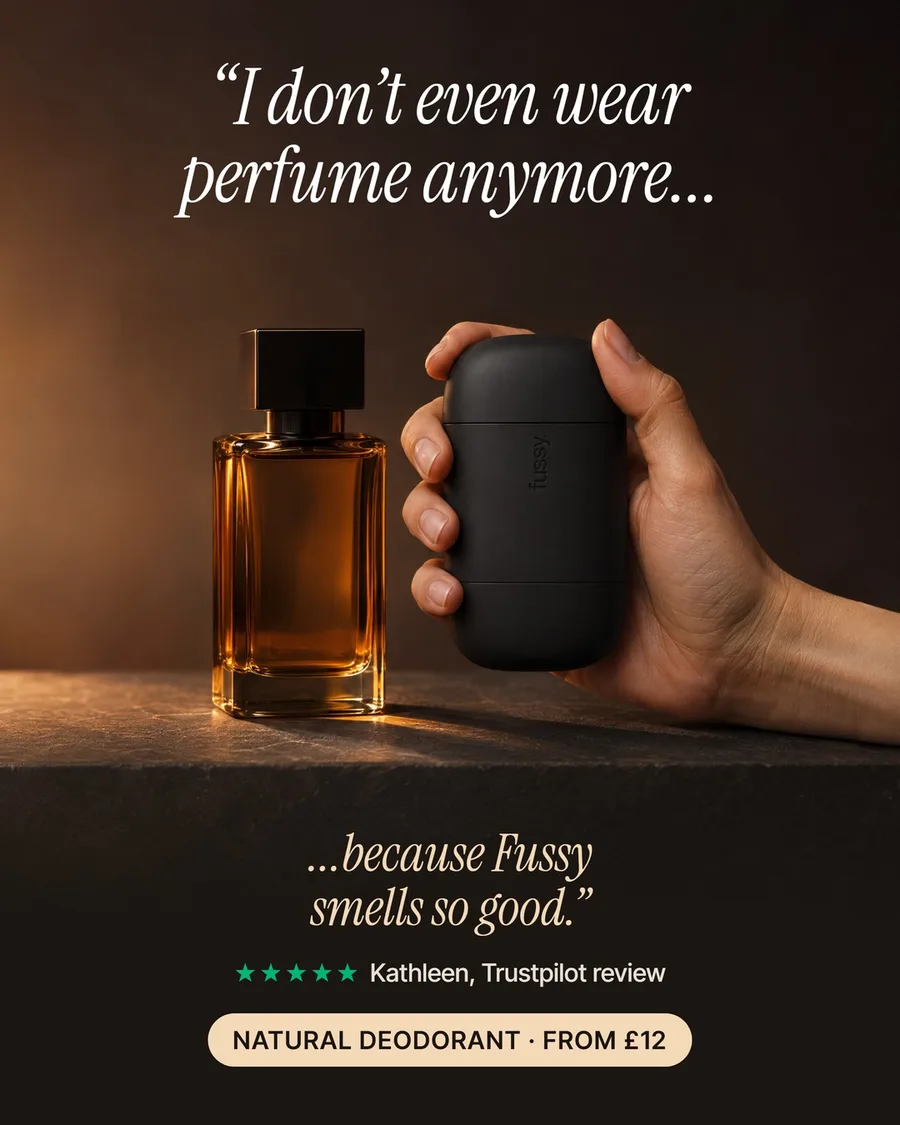 “I don’t even wear
perfume anymore...
fussy
...because Fussy
smells so good.”
★★★★★ Kathleen, Trustpilot review
NATURAL DEODORANT · FROM £12